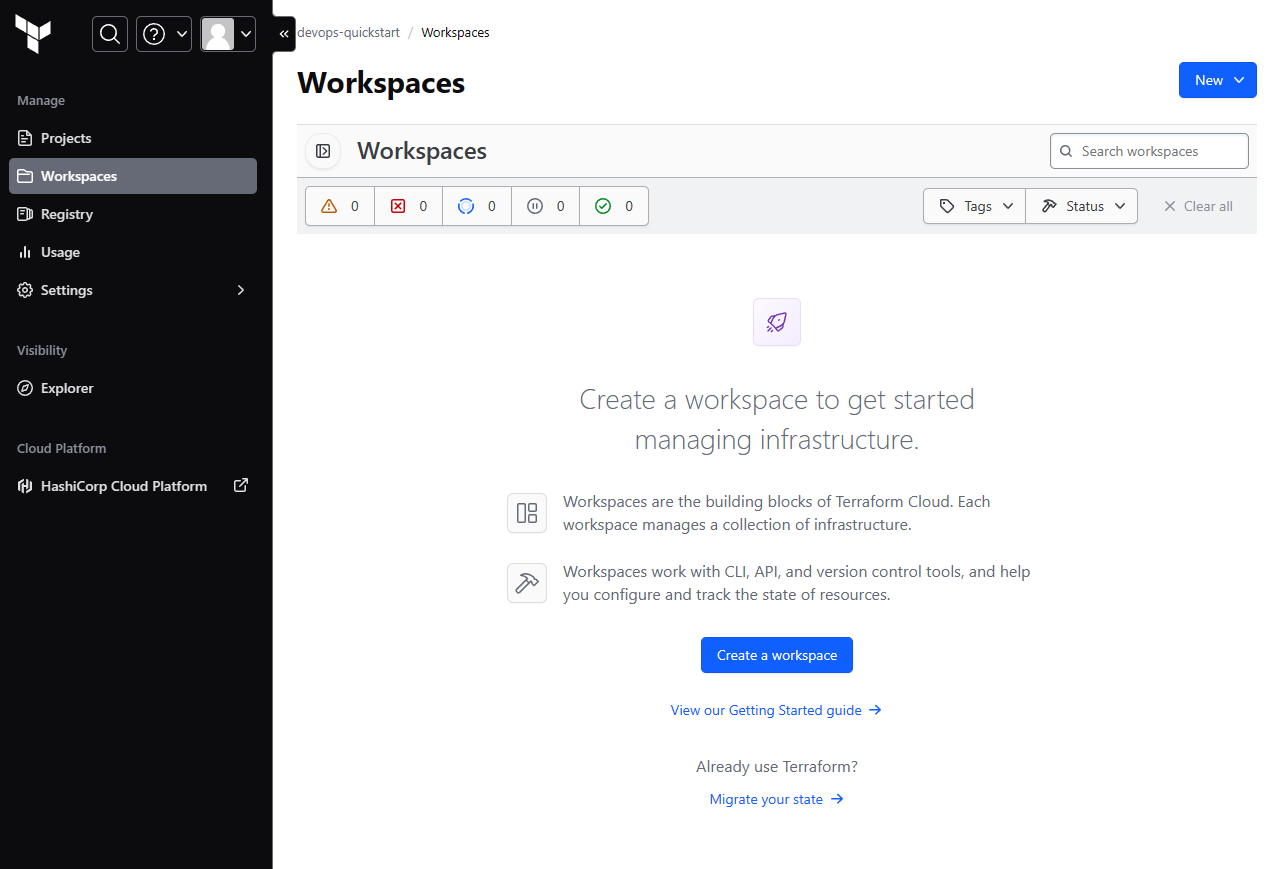 devops-quickstart / Workspaces
Workspaces
New
Manage
Projects
Workspaces
Registry
Usage
Settings
Visibility
Explorer
Cloud Platform
HashiCorp Cloud Platform
Workspaces
Search workspaces
0 0 0 0 0
Tags Status Clear all
Create a workspace to get started
managing infrastructure.
Workspaces are the building blocks of Terraform Cloud. Each
workspace manages a collection of infrastructure.
Workspaces work with CLI, API, and version control tools, and help
you configure and track the state of resources.
Create a workspace
View our Getting Started guide
Already use Terraform?
Migrate your state